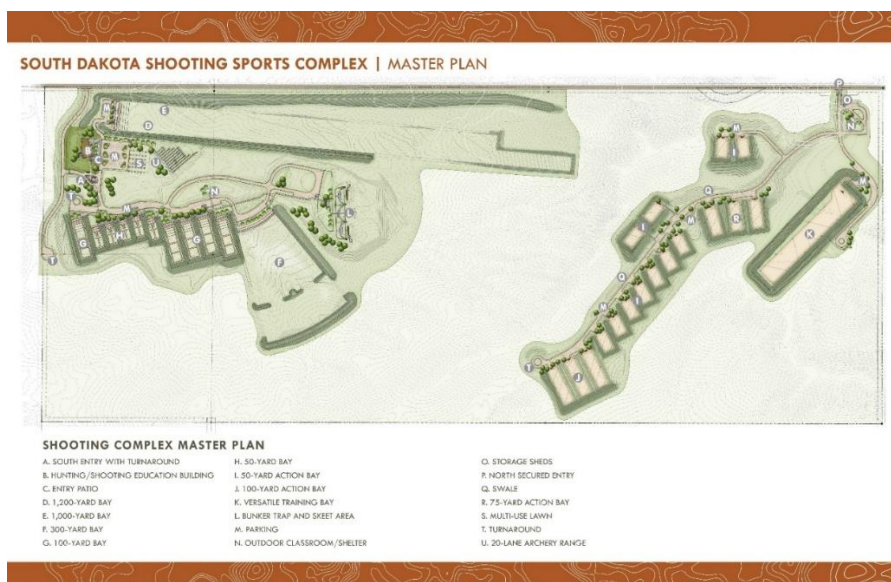 SOUTH DAKOTA SHOOTING SPORTS COMPLEX | MASTER PLAN
P
O
M
E
D
N
M
I
B
C
M
S
U
A
T
N
Q
M
L
M
I
M
R
G
H
G
K
T
F
Q
I
M
T
J
SHOOTING COMPLEX MASTER PLAN
A. SOUTH ENTRY WITH TURNAROUND
B. HUNTING/SHOOTING EDUCATION BUILDING
C. ENTRY PATIO
D. 1,200-YARD BAY
E. 1,000-YARD BAY
F. 300-YARD BAY
G. 100-YARD BAY
H. 50-YARD BAY
I. 50-YARD ACTION BAY
J. 100-YARD ACTION BAY
K. VERSATILE TRAINING BAY
L. BUNKER TRAP AND SKEET AREA
M. PARKING
N. OUTDOOR CLASSROOM/SHELTER
O. STORAGE SHEDS
P. NORTH SECURED ENTRY
Q. SWALE
R. 75-YARD ACTION BAY
S. MULTI-USE LAWN
T. TURNAROUND
U. 20-LANE ARCHERY RANGE